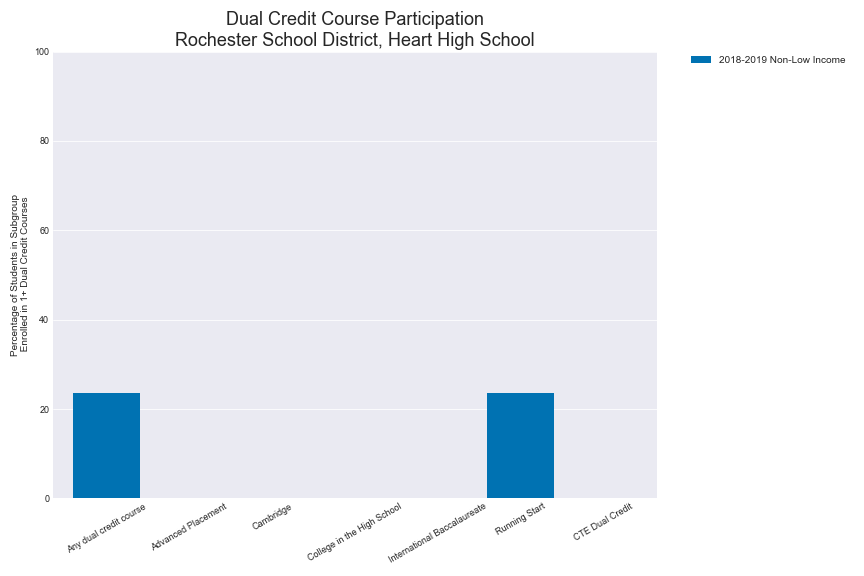 Dual Credit Course Participation
Rochester School District, Heart High School
2018-2019 Non-Low Income
Percentage of Students in Subgroup
Enrolled in 1+ Dual Credit Courses
100
80
60
40
20
0
Any dual credit course
Advanced Placement
Cambridge
College in the High School
International Baccalaureate
Running Start
CTE Dual Credit